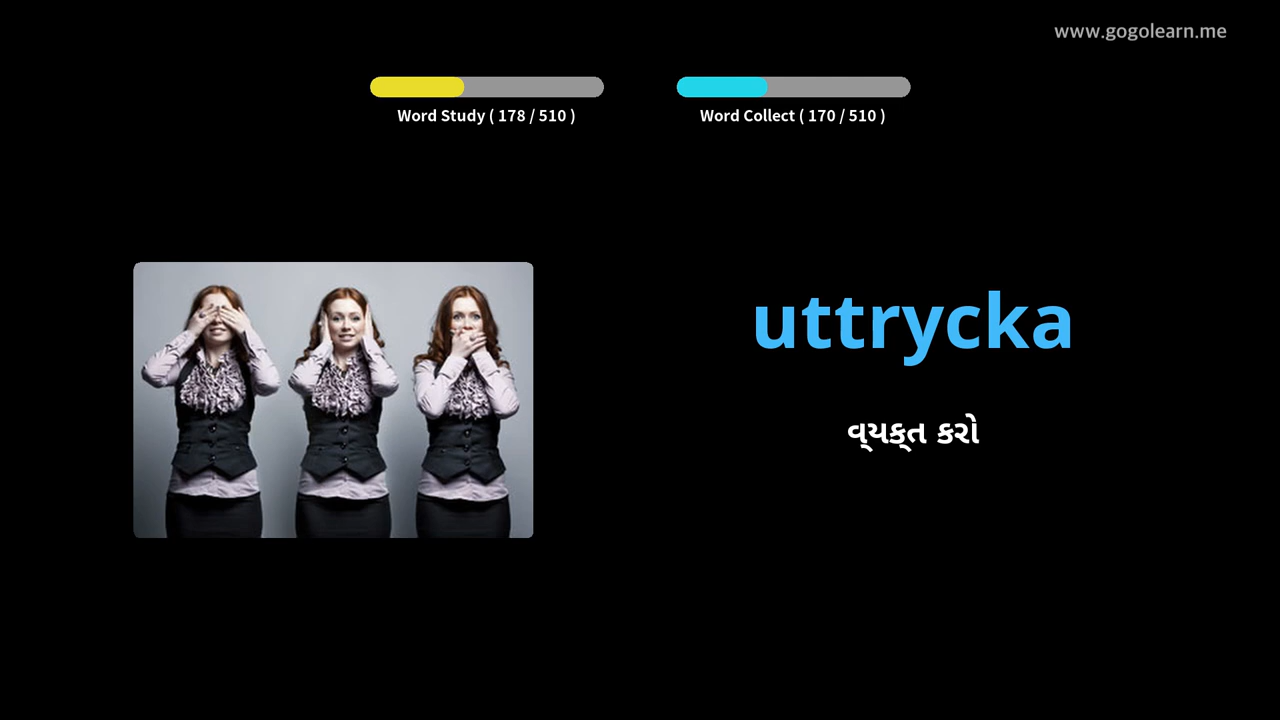 www.gogolearn.me
Word Study ( 178 / 510 )
Word Collect ( 170 / 510 )
uttrycka
વ્યક્ત કરો